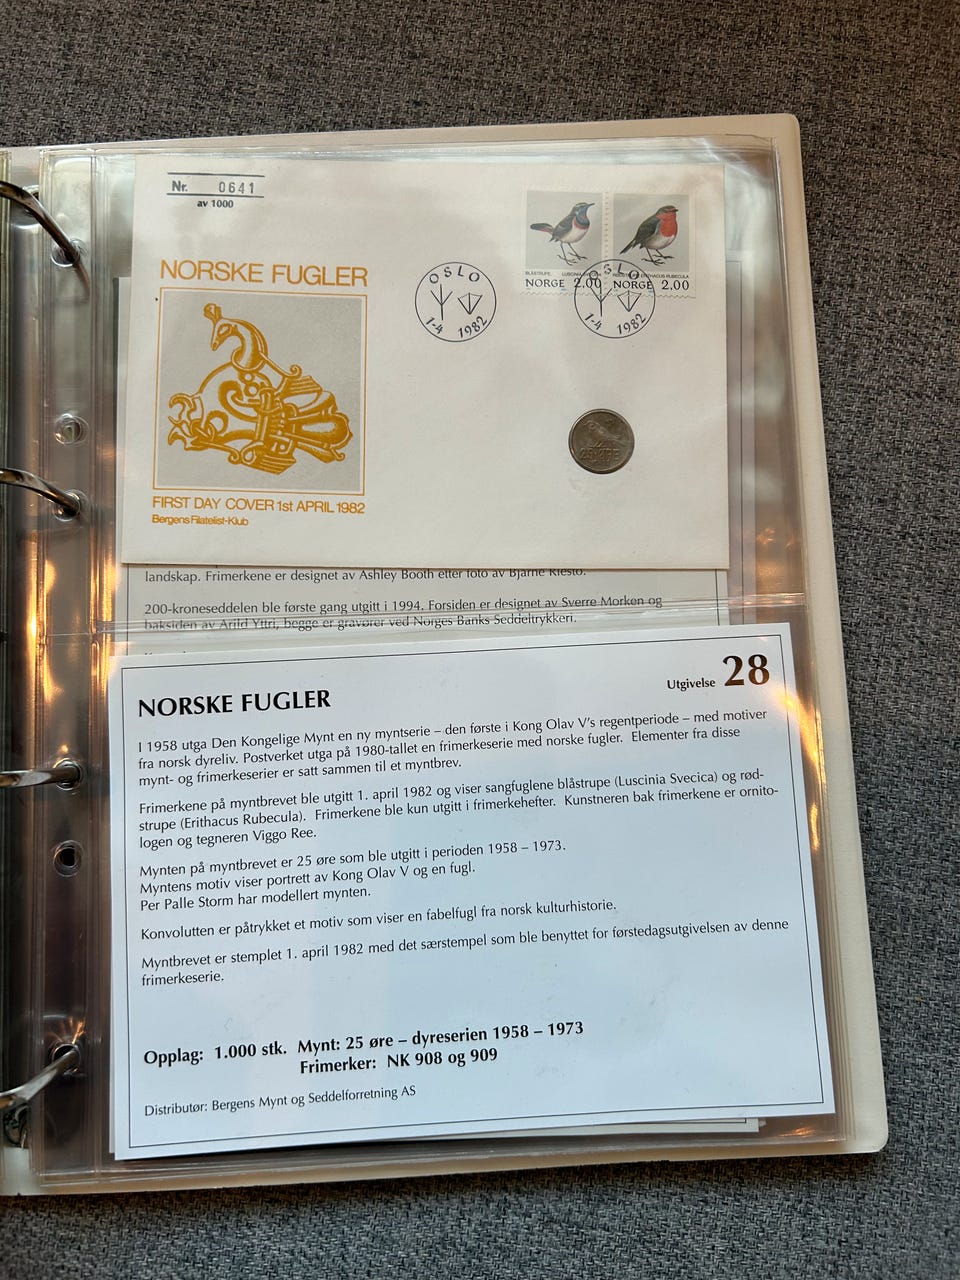 Nr. 0641
av 1000
NORSKE FUGLER
OSLO
1-4 1982
BLÅSTRUPE. LUSCINIA
NORGE 2.00
ERITHACUS RUBECULA
NORGE 2.00
OSLO
1-4 1982
25 ØRE
FIRST DAY COVER 1st APRIL 1982
Bergens Filatelist-Klub
landskap. Frimerkene er designet av Ashley Booth etter foto av Bjarne Riesto.
200-kroneseddelen ble første gang utgitt i 1994. Forsiden er designet av Sverre Morken og
baksiden av Arild Yttri, begge er gravører ved Norges Banks Seddeltrykkeri.
Utgivelse 28
NORSKE FUGLER
I 1958 utga Den Kongelige Mynt en ny myntserie – den første i Kong Olav V's regentperiode – med motiver
fra norsk dyreliv. Postverket utga på 1980-tallet en frimerkeserie med norske fugler. Elementer fra disse
mynt- og frimerkeserier er satt sammen til et myntbrev.
Frimerkene på myntbrevet ble utgitt 1. april 1982 og viser sangfuglene blåstrupe (Luscinia Svecica) og rød-
strupe (Erithacus Rubecula). Frimerkene ble kun utgitt i frimerkehefter. Kunstneren bak frimerkene er ornito-
logen og tegneren Viggo Ree.
Mynten på myntbrevet er 25 øre som ble utgitt i perioden 1958 – 1973.
Myntens motiv viser portrett av Kong Olav V og en fugl.
Per Palle Storm har modellert mynten.
Konvolutten er påtrykket et motiv som viser en fabelfugl fra norsk kulturhistorie.
Myntbrevet er stemplet 1. april 1982 med det særstempel som ble benyttet for førstedagsutgivelsen av denne
frimerkeserie.
Opplag: 1.000 stk. Mynt: 25 øre – dyreserien 1958 – 1973
Frimerker: NK 908 og 909
Distributør: Bergens Mynt og Seddelforretning AS